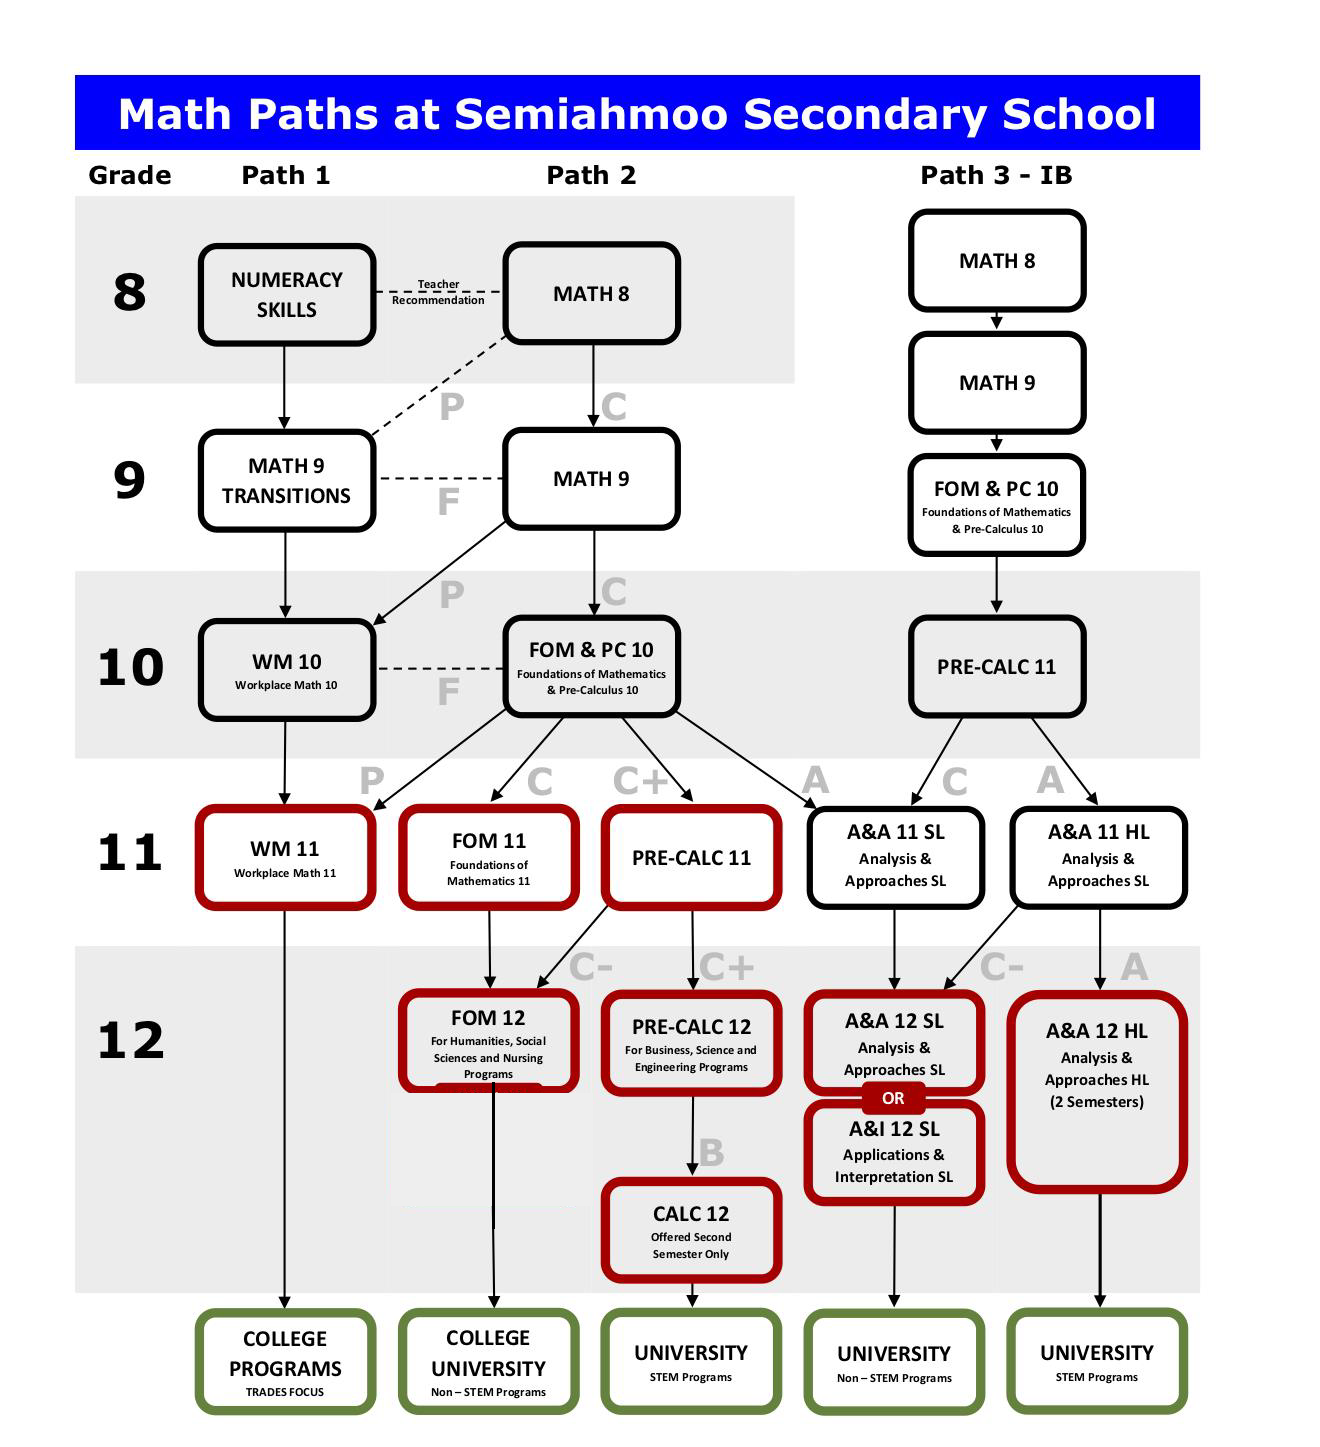 Math Paths at Semiahmoo Secondary School
Grade
Path 1
Path 2
Path 3 - IB
8
NUMERACY
SKILLS
Teacher
Recommendation
MATH 8
MATH 8
MATH 9
P
C
9
MATH 9
TRANSITIONS
F
MATH 9
FOM & PC 10
Foundations of Mathematics
& Pre-Calculus 10
P
C
10
WM 10
Workplace Math 10
F
FOM & PC 10
Foundations of Mathematics
& Pre-Calculus 10
PRE-CALC 11
P
C
C+
A
C
A
11
WM 11
Workplace Math 11
FOM 11
Foundations of
Mathematics 11
PRE-CALC 11
A&A 11 SL
Analysis &
Approaches SL
A&A 11 HL
Analysis &
Approaches SL
C-
C+
C-
A
12
FOM 12
For Humanities, Social
Sciences and Nursing
Programs
PRE-CALC 12
For Business, Science and
Engineering Programs
A&A 12 SL
Analysis &
Approaches SL
OR
A&I 12 SL
Applications &
Interpretation SL
A&A 12 HL
Analysis &
Approaches HL
(2 Semesters)
B
CALC 12
Offered Second
Semester Only
COLLEGE
PROGRAMS
TRADES FOCUS
COLLEGE
UNIVERSITY
Non – STEM Programs
UNIVERSITY
STEM Programs
UNIVERSITY
Non – STEM Programs
UNIVERSITY
STEM Programs